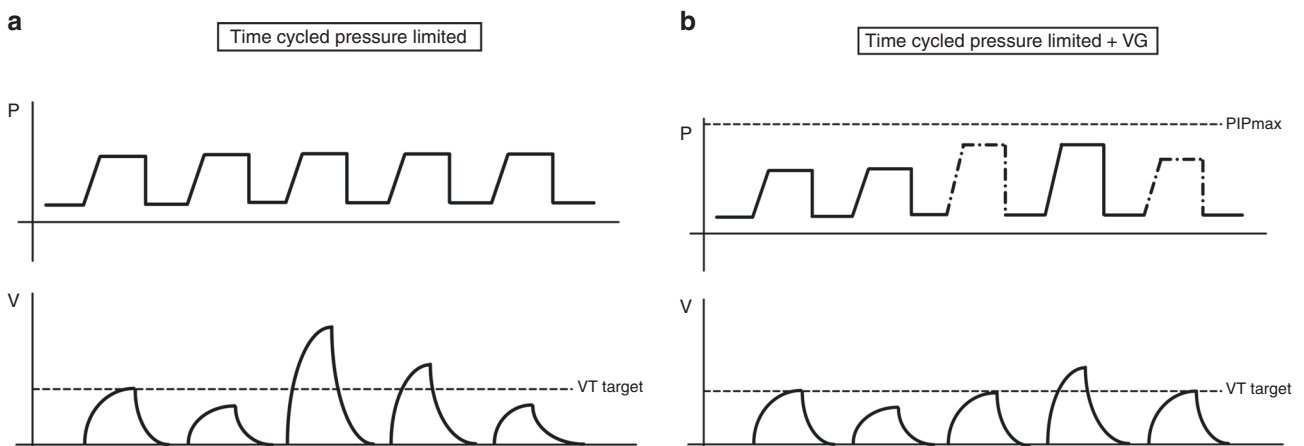 a
Time cycled pressure limited
P
V
VT target
b
Time cycled pressure limited + VG
P
PIPmax
V
VT target